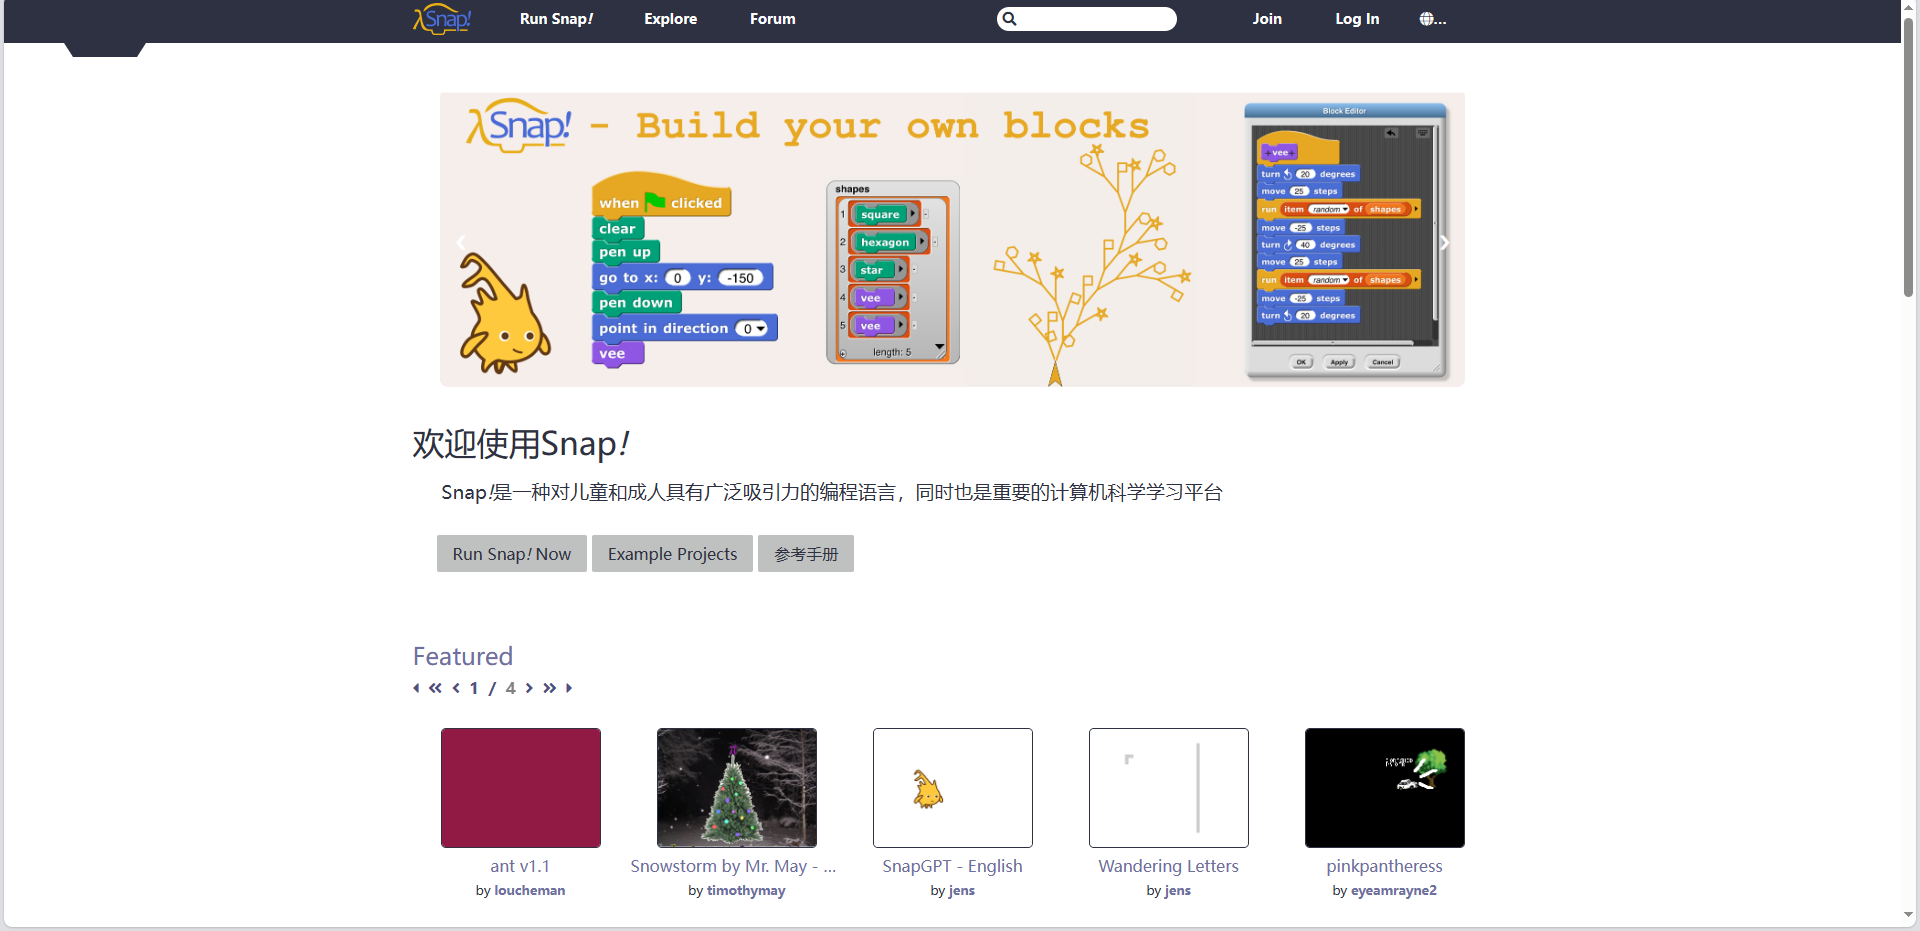 λSnap!
Run Snap!
Explore
Forum
Join
Log In
...
λSnap! - Build your own blocks
when clicked
clear
pen up
go to x: 0 y: -150
pen down
point in direction 0
vee
shapes
1 square
2 hexagon
3 star
4 vee
5 vee
length: 5
Block Editor
+vee+
turn 20 degrees
move 25 steps
run item random of shapes
move -25 steps
turn 40 degrees
move 25 steps
run item random of shapes
move -25 steps
turn 20 degrees
OK Apply Cancel
欢迎使用Snap!
Snap!是一种对儿童和成人具有广泛吸引力的编程语言，同时也是重要的计算机科学学习平台
Run Snap! Now
Example Projects
参考手册
Featured
1 / 4
ant v1.1
by loucheman
Snowstorm by Mr. May - ...
by timothymay
SnapGPT - English
by jens
Wandering Letters
by jens
pinkpantheress
by eyeamrayne2